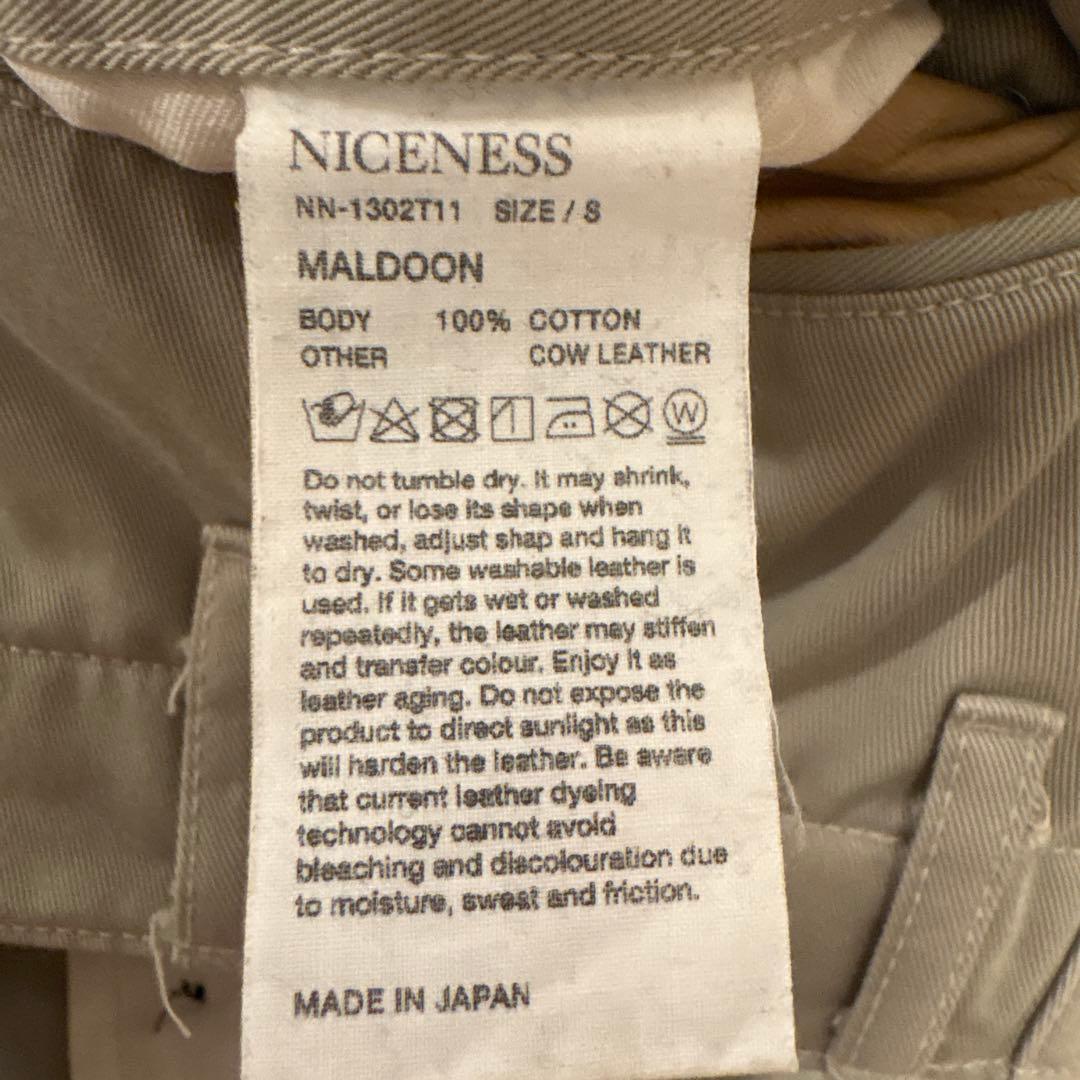 NICENESS
NN-1302T11 SIZE / S
MALDOON
BODY 100% COTTON
OTHER COW LEATHER
W
Do not tumble dry. It may shrink,
twist, or lose its shape when
washed, adjust shap and hang it
to dry. Some washable leather is
used. If it gets wet or washed
repeatedly, the leather may stiffen
and transfer colour. Enjoy it as
leather aging. Do not expose the
product to direct sunlight as this
will harden the leather. Be aware
that current leather dyeing
technology cannot avoid
bleaching and discolouration due
to moisture, sweat and friction.
MADE IN JAPAN